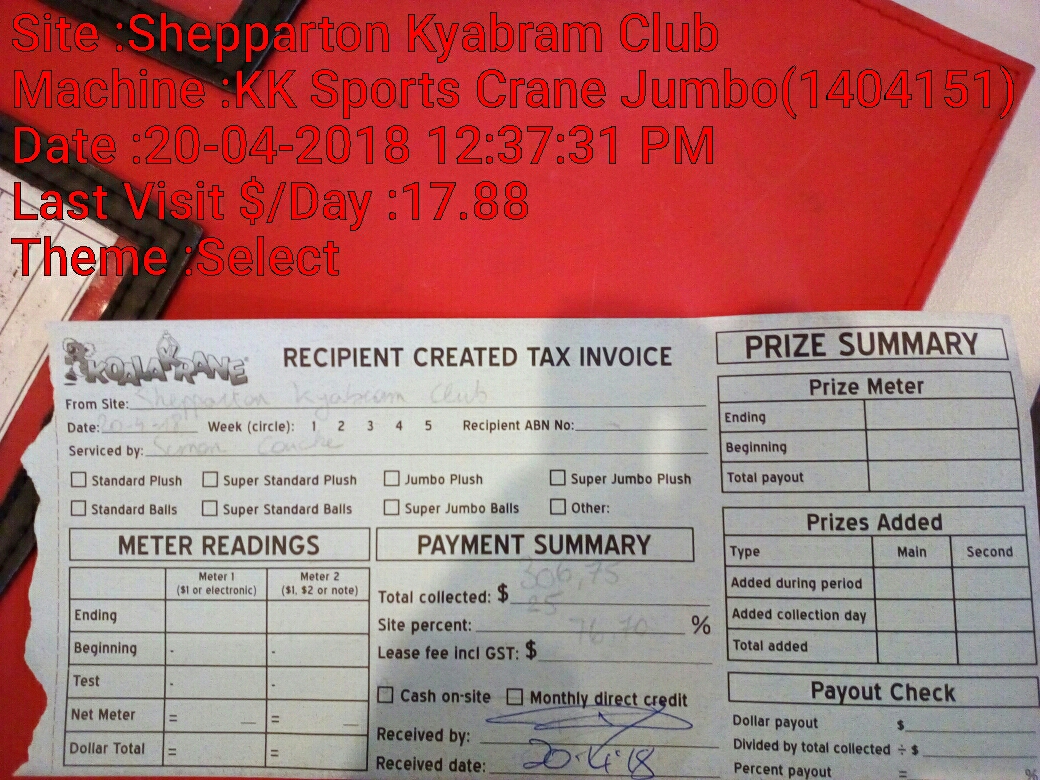 Site :Shepparton Kyabram Club
Machine :KK Sports Crane Jumbo(1404151)
Date :20-04-2018 12:37:31 PM
Last Visit $/Day :17.88
Theme :Select
KOALA KRANE
RECIPIENT CREATED TAX INVOICE
From Site: Shepparton Kyabram Club
Date: 20-4-18 Week (circle): 1 2 3 4 5 Recipient ABN No: -
Serviced by: Simon
Standard Plush Super Standard Plush Jumbo Plush Super Jumbo Plush
Standard Balls Super Standard Balls Super Jumbo Balls Other:
METER READINGS
Meter 1 Meter 2
($1 or electronic) ($1, $2 or note)
Ending
Beginning - -
Test - -
Net Meter = — = —
Dollar Total = =
PAYMENT SUMMARY
Total collected: $ 306,75
Site percent: 25 %
Lease fee incl GST: $ 76,70
Cash on-site Monthly direct credit
Received by:
Received date: 20.4.18
PRIZE SUMMARY
Prize Meter
Ending
Beginning
Total payout
Prizes Added
Type Main Second
Added during period
Added collection day
Total added
Payout Check
Dollar payout $
Divided by total collected ÷ $
Percent payout = %